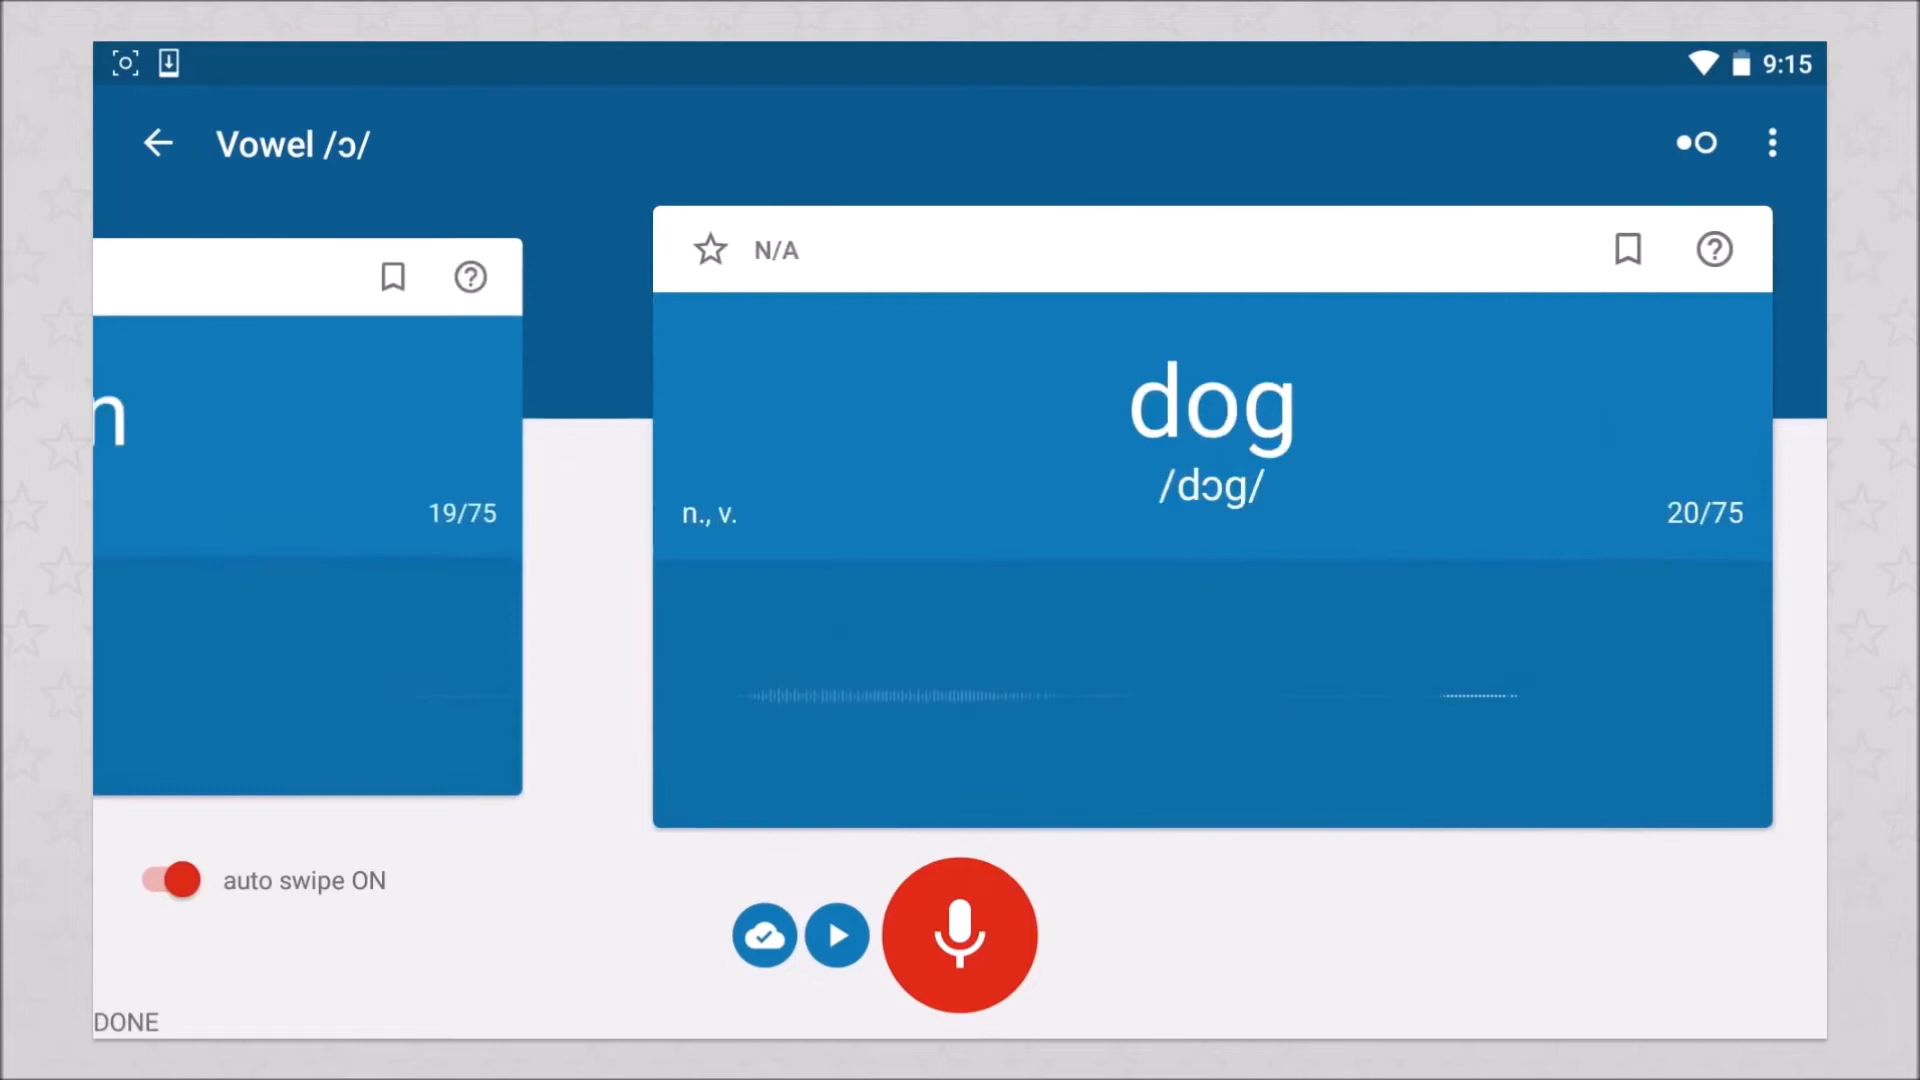 9:15
Vowel /ɔ/
N/A
dog
/dɔg/
n., v.
20/75
n
19/75
auto swipe ON
DONE